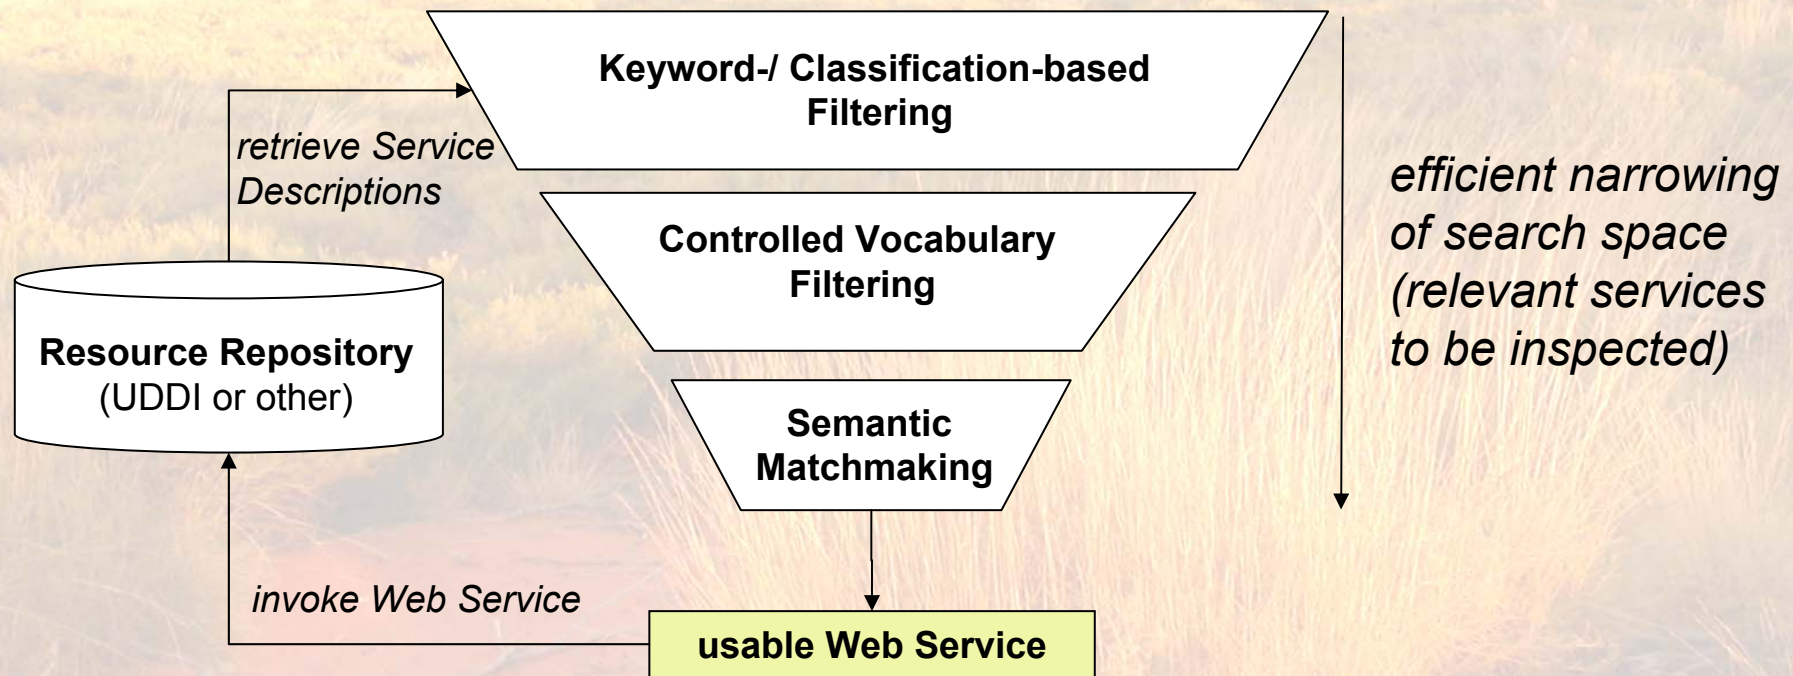 Keyword-/ Classification-based
Filtering
retrieve Service
Descriptions
Controlled Vocabulary
Filtering
efficient narrowing
of search space
(relevant services
to be inspected)
Resource Repository
(UDDI or other)
Semantic
Matchmaking
invoke Web Service
usable Web Service